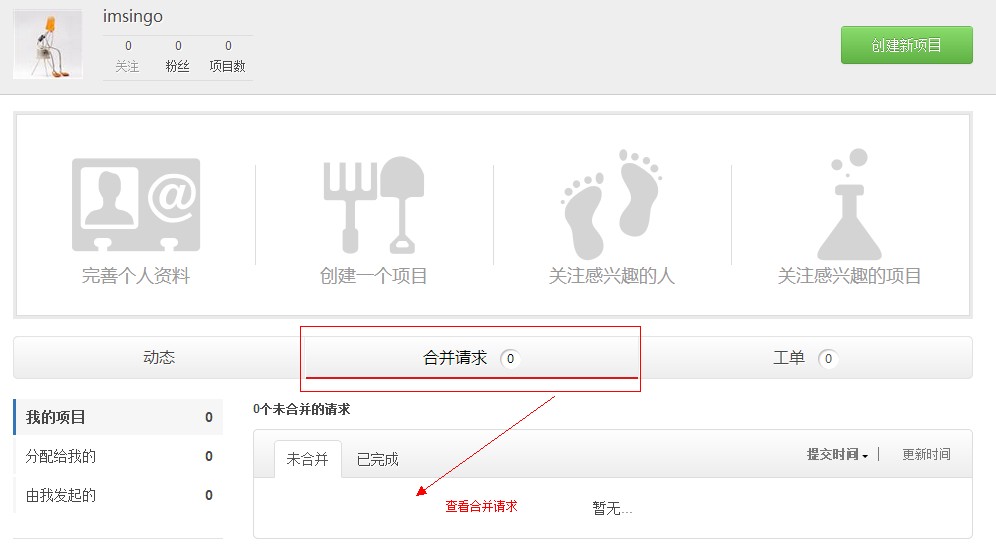 imsingo
0 0 0
关注 粉丝 项目数
创建新项目
@
完善个人资料 创建一个项目 关注感兴趣的人 关注感兴趣的项目
动态 合并请求 0 工单 0
我的项目 0
分配给我的 0
由我发起的 0
0个未合并的请求
未合并 已完成 提交时间 更新时间
查看合并请求 暂无...